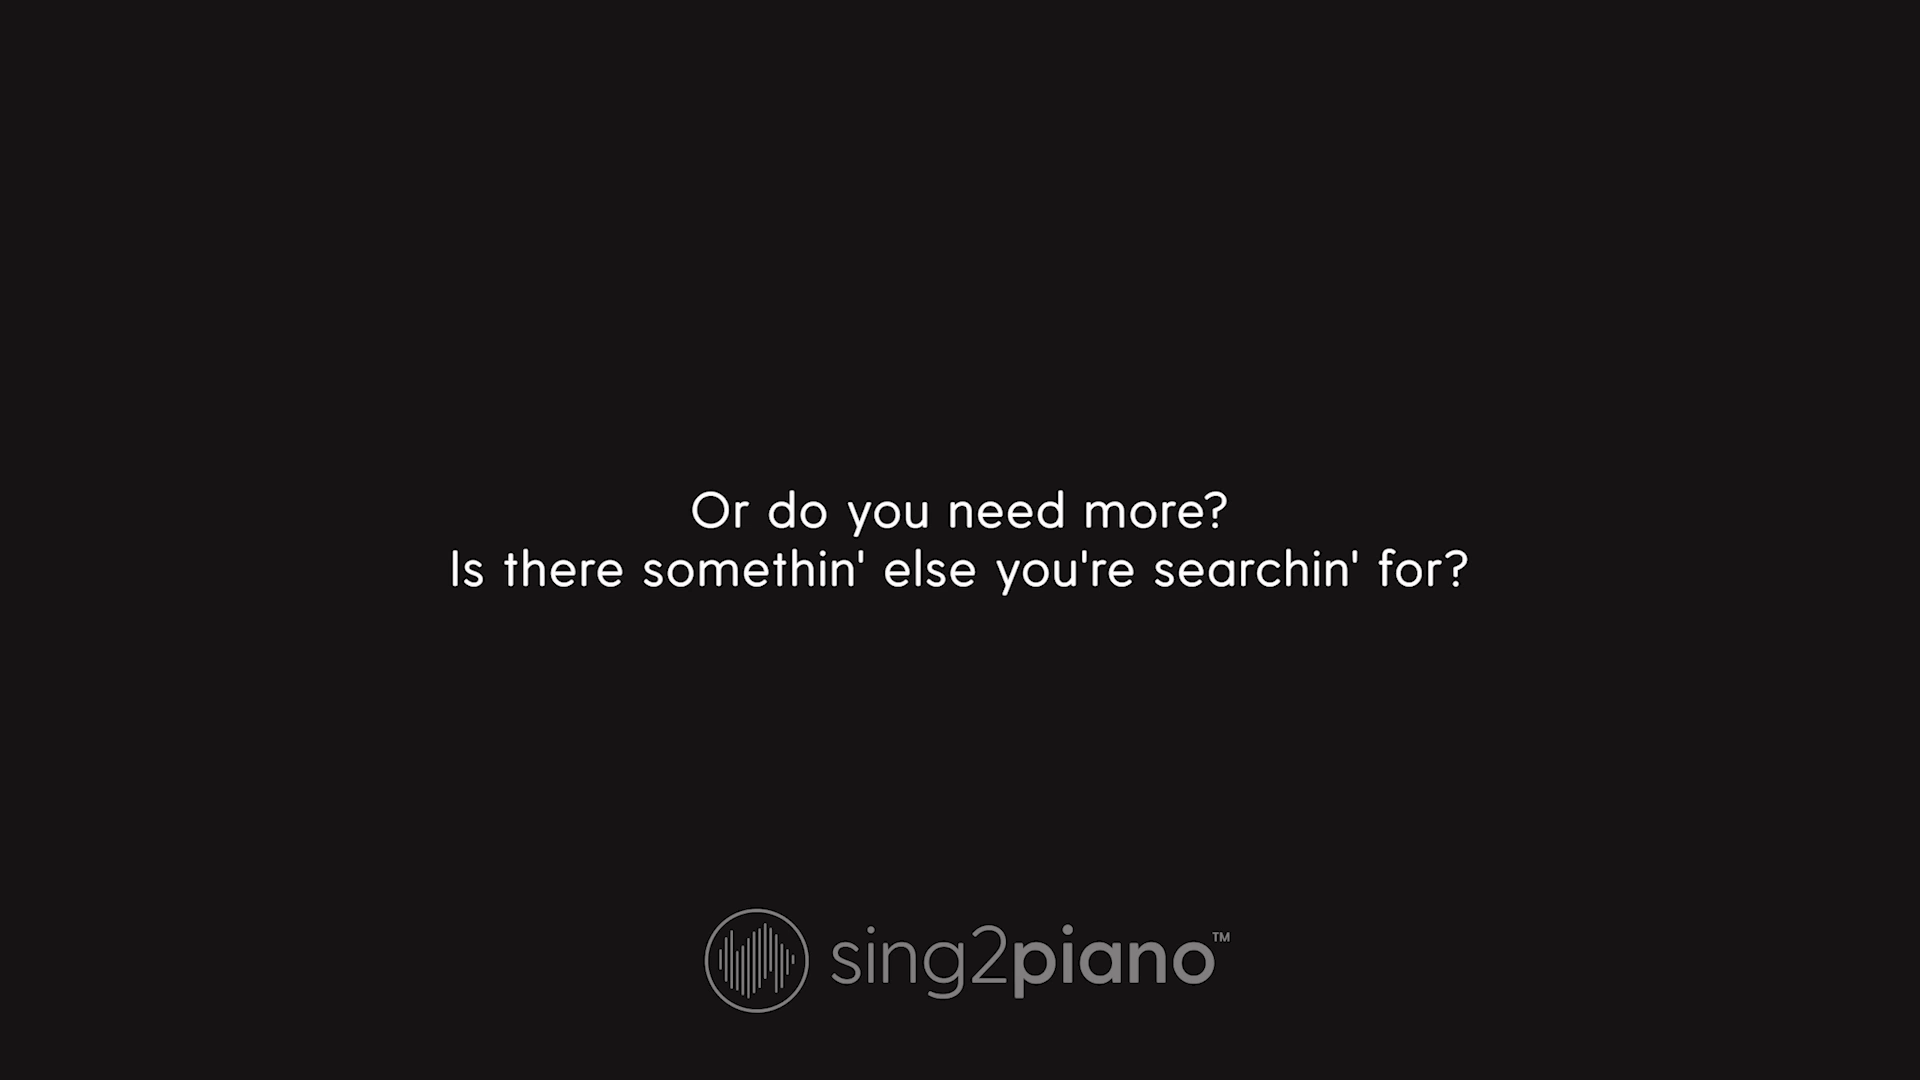 Or do you need more?
Is there somethin' else you're searchin' for?
sing2piano™